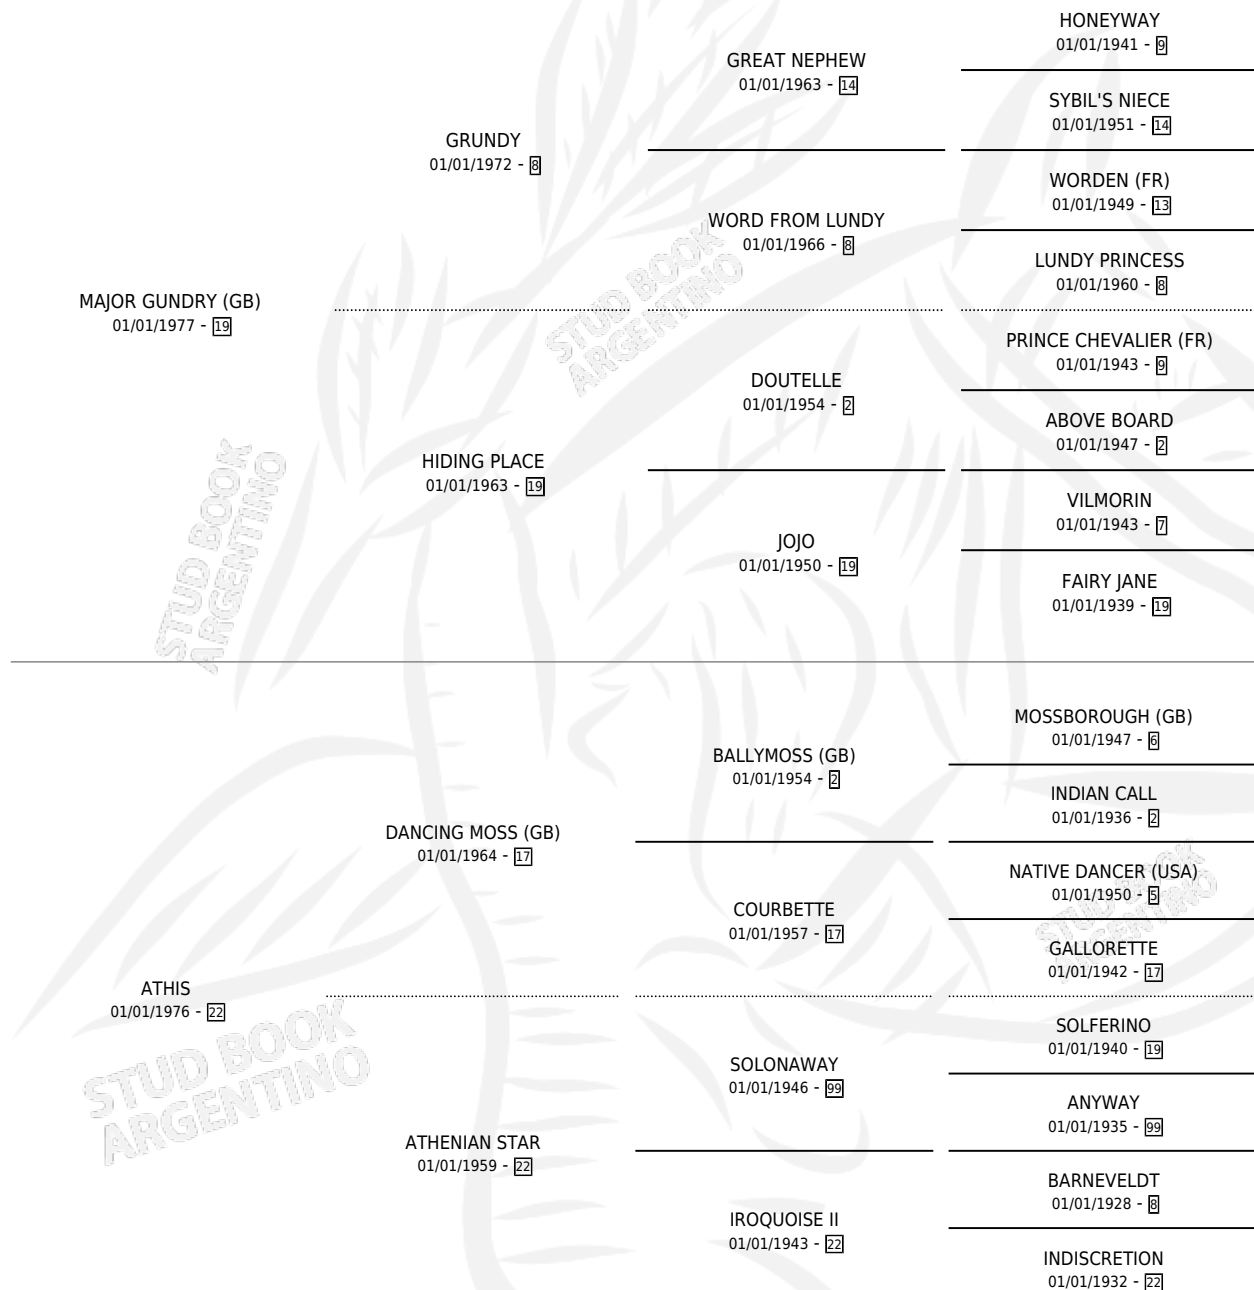 HONEYWAY
01/01/1941 - 9
GREAT NEPHEW
01/01/1963 - 14
SYBIL'S NIECE
01/01/1951 - 14
GRUNDY
01/01/1972 - 8
WORDEN (FR)
01/01/1949 - 13
WORD FROM LUNDY
01/01/1966 - 8
LUNDY PRINCESS
01/01/1960 - 8
MAJOR GUNDRY (GB)
01/01/1977 - 19
STUD BOOK
ARGENTINO
PRINCE CHEVALIER (FR)
01/01/1943 - 9
DOUTELLE
01/01/1954 - 2
ABOVE BOARD
01/01/1947 - 2
HIDING PLACE
01/01/1963 - 19
VILMORIN
01/01/1943 - 7
JOJO
01/01/1950 - 19
FAIRY JANE
01/01/1939 - 19
STUD BOOK
ARGENTINO
MOSSBOROUGH (GB)
01/01/1947 - 6
BALLYMOSS (GB)
01/01/1954 - 2
INDIAN CALL
01/01/1936 - 2
DANCING MOSS (GB)
01/01/1964 - 17
NATIVE DANCER (USA)
01/01/1950 - 5
STUD BOOK
ARGENTINO
COURBETTE
01/01/1957 - 17
GALLORETTE
01/01/1942 - 17
ATHIS
01/01/1976 - 22
SOLFERINO
01/01/1940 - 19
SOLONAWAY
01/01/1946 - 99
ANYWAY
01/01/1935 - 99
STUD BOOK
ARGENTINO
ATHENIAN STAR
01/01/1959 - 22
BARNEVELDT
01/01/1928 - 8
IROQUOISE II
01/01/1943 - 22
INDISCRETION
01/01/1932 - 22